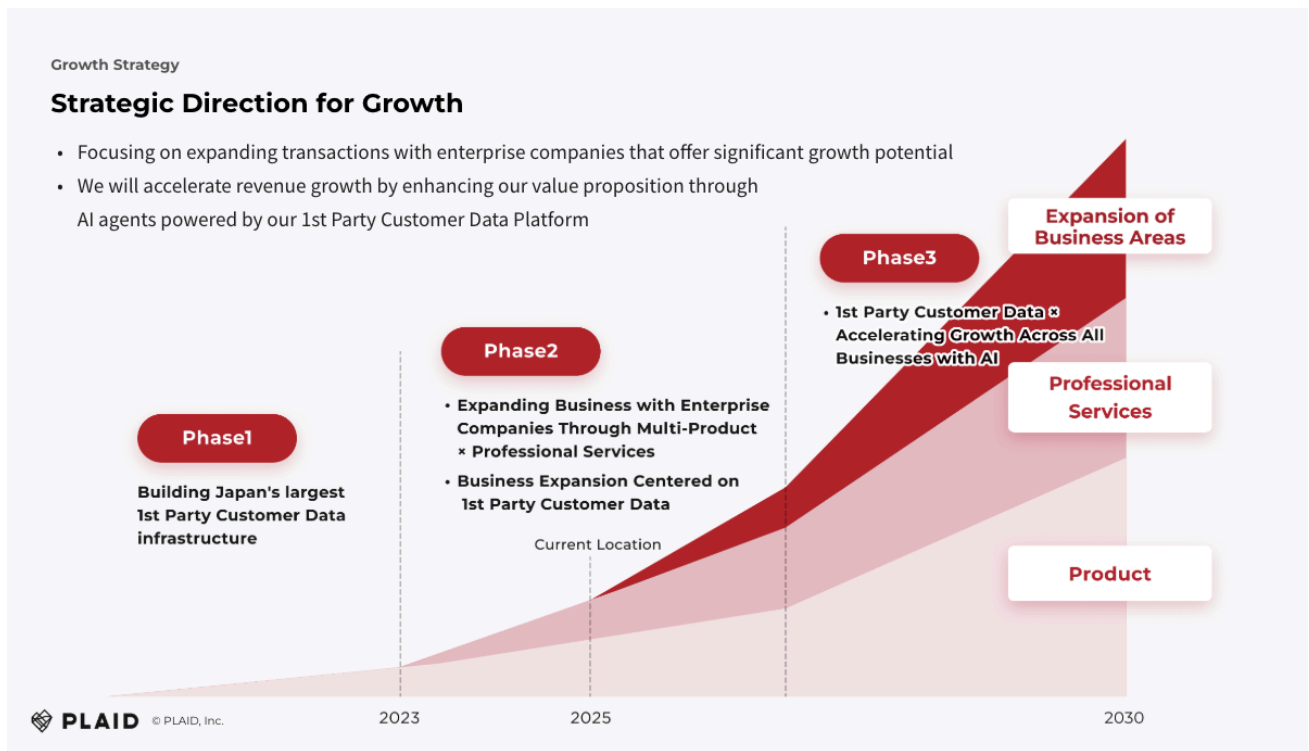 Growth Strategy
Strategic Direction for Growth
• Focusing on expanding transactions with enterprise companies that offer significant growth potential
• We will accelerate revenue growth by enhancing our value proposition through
AI agents powered by our 1st Party Customer Data Platform
Phase1
Building Japan's largest
1st Party Customer Data
infrastructure
Phase2
• Expanding Business with Enterprise
Companies Through Multi-Product
× Professional Services
• Business Expansion Centered on
1st Party Customer Data
Current Location
Phase3
• 1st Party Customer Data ×
Accelerating Growth Across All
Businesses with AI
Expansion of
Business Areas
Professional
Services
Product
2023
2025
2030
PLAID © PLAID, Inc.